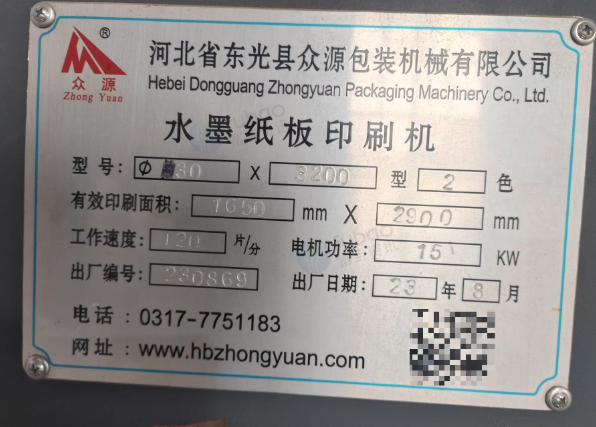 众源
Zhong Yuan
河北省东光县众源包装机械有限公司
Hebei Dongguang Zhongyuan Packaging Machinery Co., Ltd.
水墨纸板印刷机
型号: Φ 30 X 3200 型 2 色
有效印刷面积: 1650 mm X 2900 mm
工作速度: 120 片/分 电机功率: 15 KW
出厂编号: 230869 出厂日期: 23 年 8 月
电话：0317-7751183
网址：www.hbzhongyuan.com